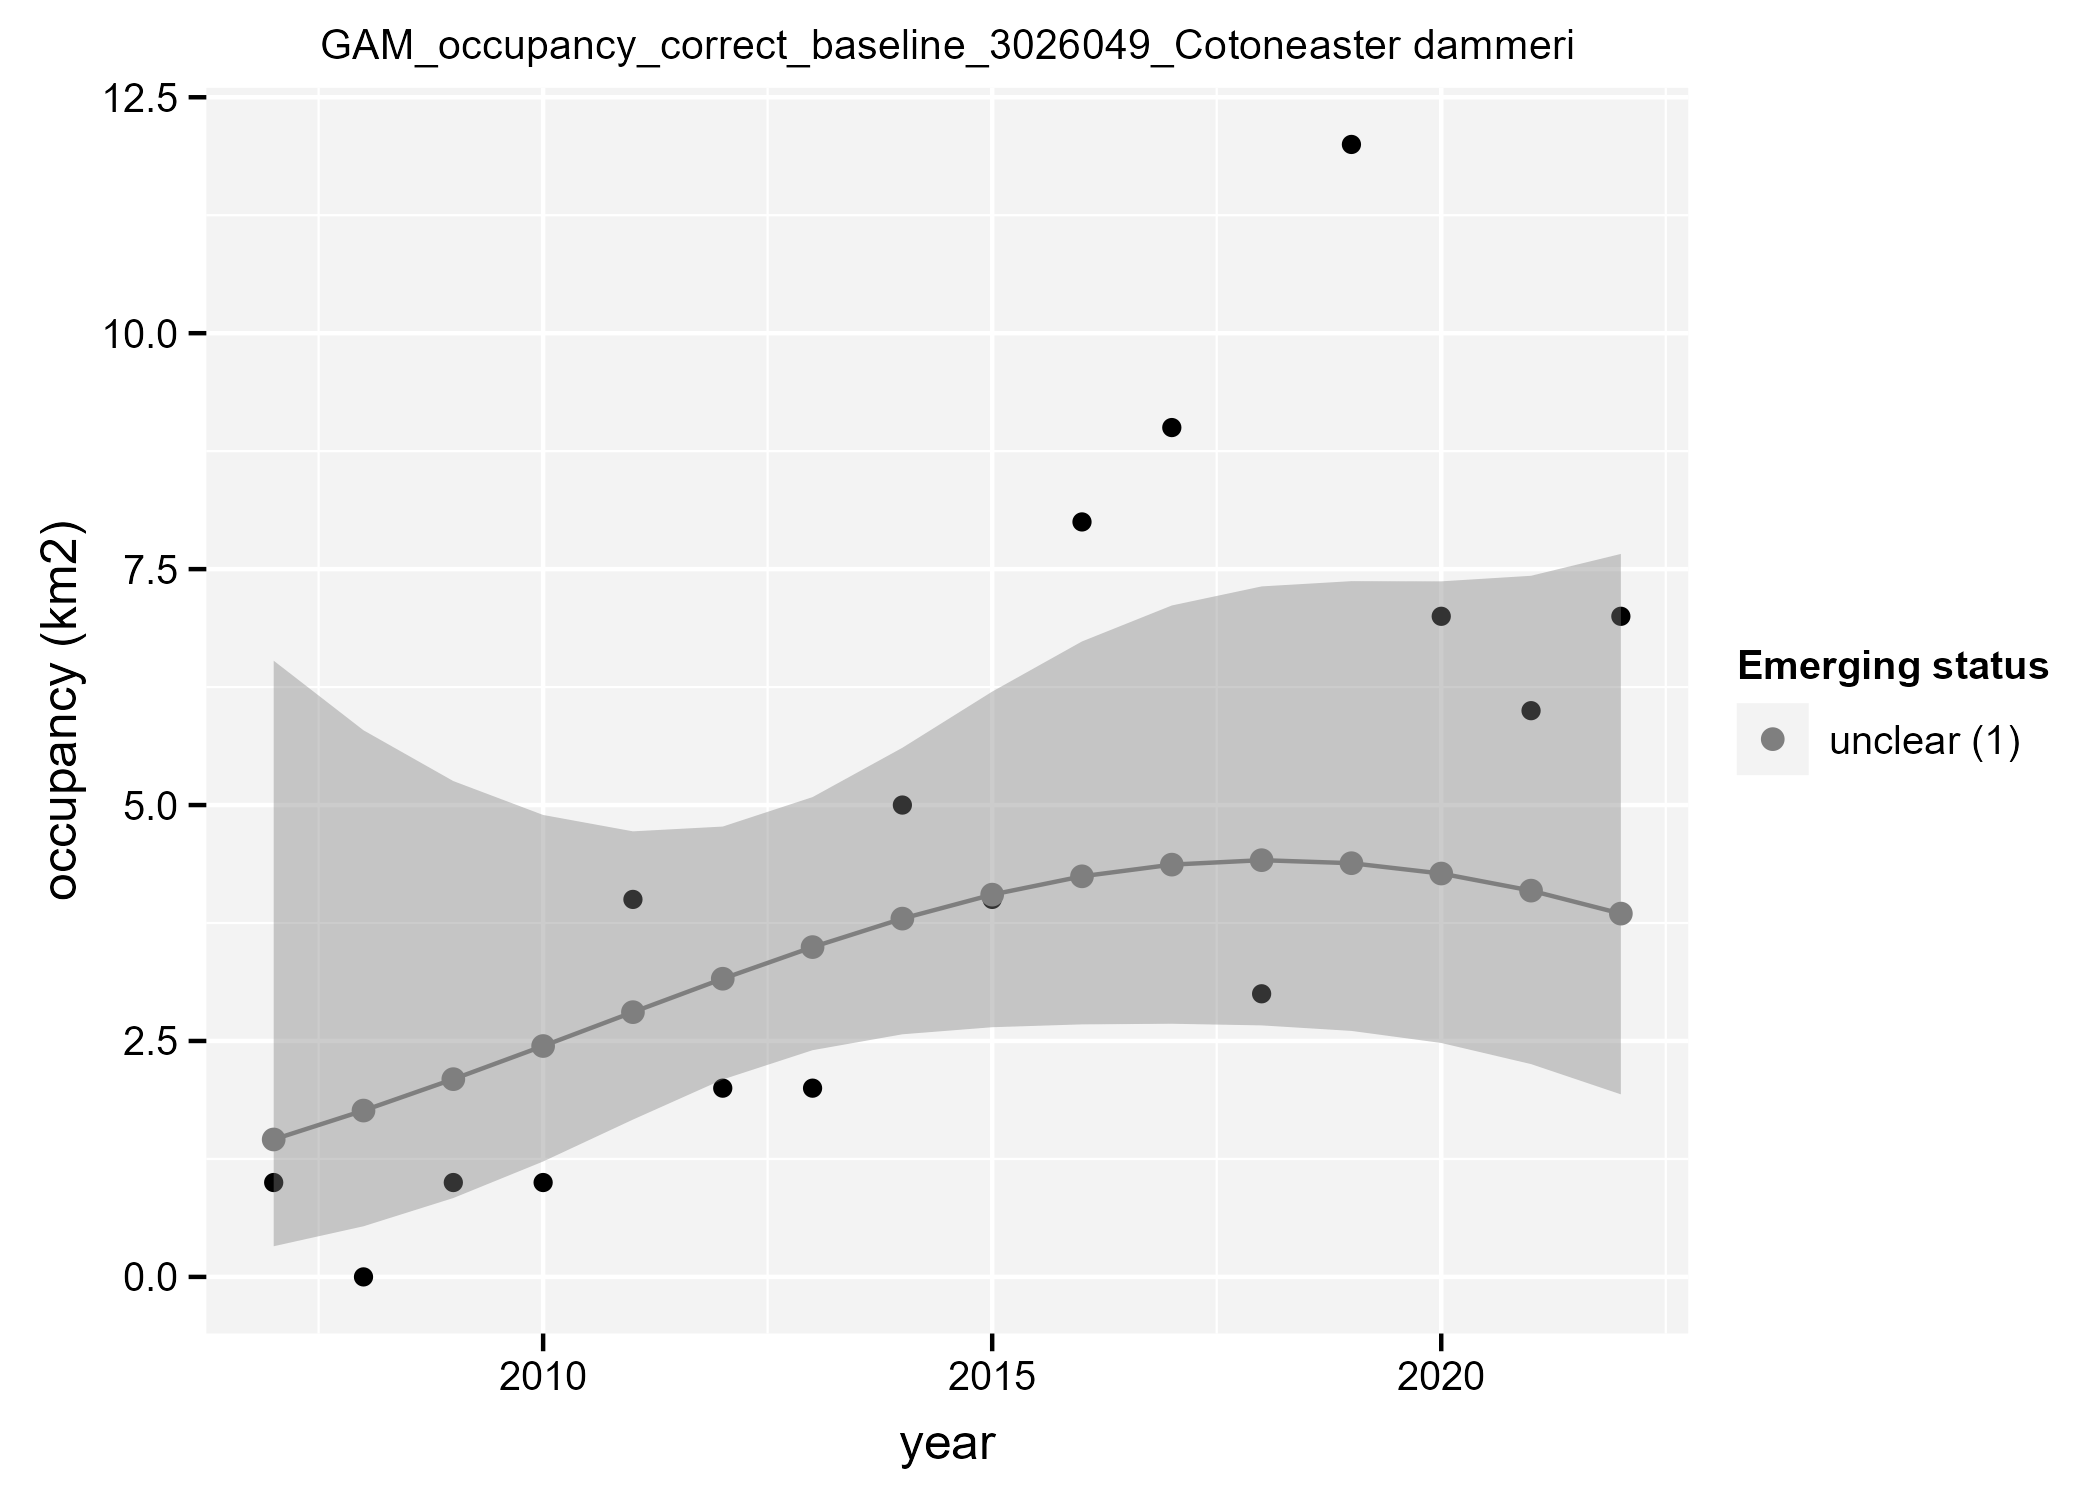 GAM_occupancy_correct_baseline_3026049_Cotoneaster dammeri
12.5
10.0
7.5
5.0
2.5
0.0
occupancy (km2)
2010
2015
2020
year
Emerging status
unclear (1)